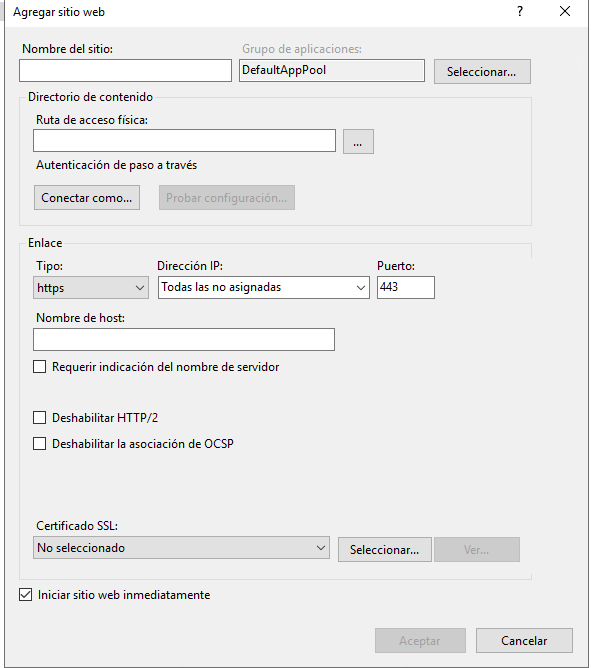 Agregar sitio web
?
Nombre del sitio:
Grupo de aplicaciones:
DefaultAppPool
Seleccionar...
Directorio de contenido
Ruta de acceso física:
...
Autenticación de paso a través
Conectar como...
Probar configuración...
Enlace
Tipo:
Dirección IP:
Puerto:
https
Todas las no asignadas
443
Nombre de host:
Requerir indicación del nombre de servidor
Deshabilitar HTTP/2
Deshabilitar la asociación de OCSP
Certificado SSL:
No seleccionado
Seleccionar...
Ver...
Iniciar sitio web inmediatamente
Aceptar
Cancelar